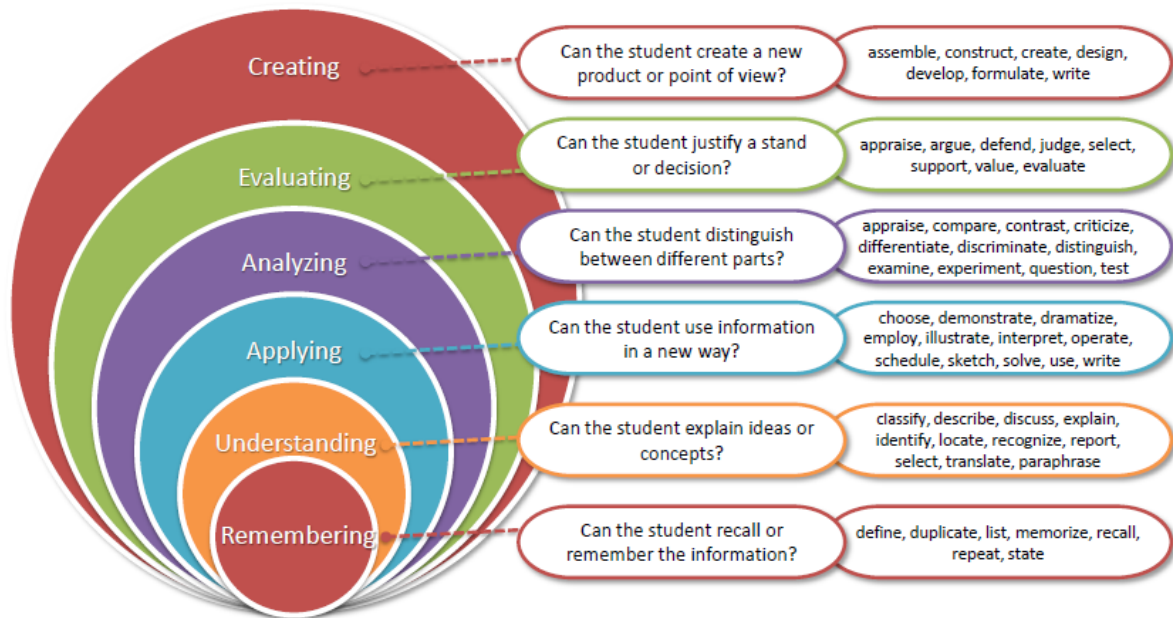 Creating
Can the student create a new
product or point of view?
assemble, construct, create, design,
develop, formulate, write
Evaluating
Can the student justify a stand
or decision?
appraise, argue, defend, judge, select,
support, value, evaluate
Analyzing
Can the student distinguish
between different parts?
appraise, compare, contrast, criticize,
differentiate, discriminate, distinguish,
examine, experiment, question, test
Applying
Can the student use information
in a new way?
choose, demonstrate, dramatize,
employ, illustrate, interpret, operate,
schedule, sketch, solve, use, write
Understanding
Can the student explain ideas or
concepts?
classify, describe, discuss, explain,
identify, locate, recognize, report,
select, translate, paraphrase
Remembering
Can the student recall or
remember the information?
define, duplicate, list, memorize, recall,
repeat, state